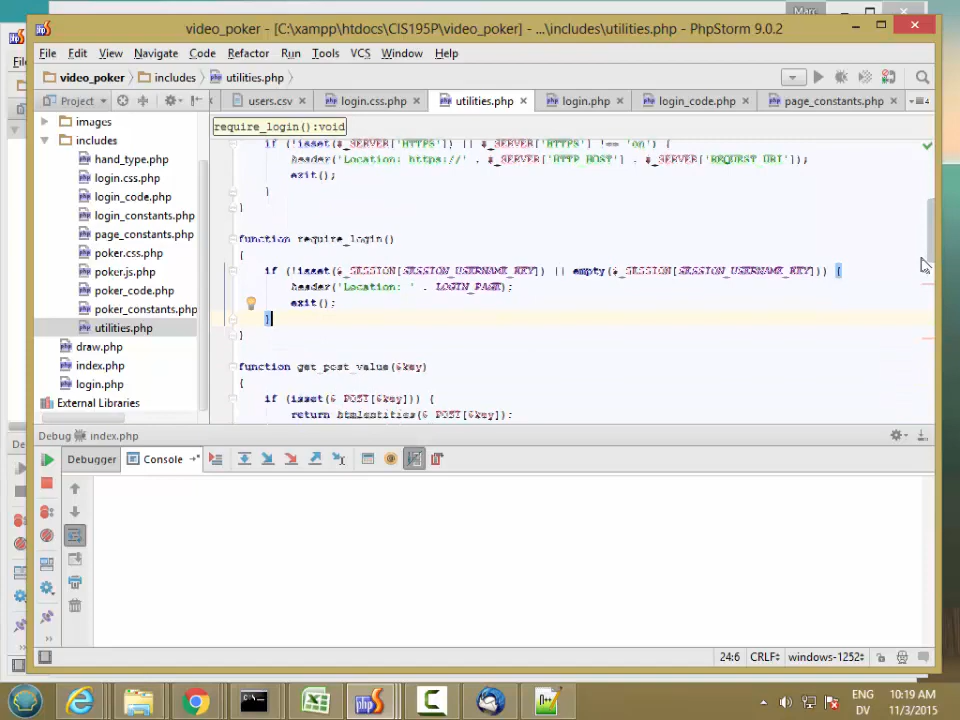 Marc
video_poker - [C:\xampp\htdocs\CIS195P\video_poker] - ...\includes\utilities.php - PhpStorm 9.0.2
File Edit View Navigate Code Refactor Run Tools VCS Window Help
video_poker includes utilities.php
Project users.csv login.css.php utilities.php login.php login_code.php page_constants.php
require_login():void
images
includes
hand_type.php
login.css.php
login_code.php
login_constants.php
page_constants.php
poker.css.php
poker.js.php
poker_code.php
poker_constants.php
utilities.php
draw.php
index.php
login.php
External Libraries
if (!isset($_SERVER['HTTPS']) || $_SERVER['HTTPS'] !== 'on') {
header('Location: https://' . $_SERVER['HTTP_HOST'] . $_SERVER['REQUEST_URI']);
exit();
}
}
function require_login()
{
if (!isset($_SESSION[SESSION_USERNAME_KEY]) || empty($_SESSION[SESSION_USERNAME_KEY])) {
header('Location: ' . LOGIN_PAGE);
exit();
}
}
function get_post_value($key)
{
if (isset($_POST[$key])) {
return htmlentities($_POST[$key]);
Debug index.php
Debugger Console
24:6 CRLF windows-1252
ENG 10:19 AM
DV 11/3/2015